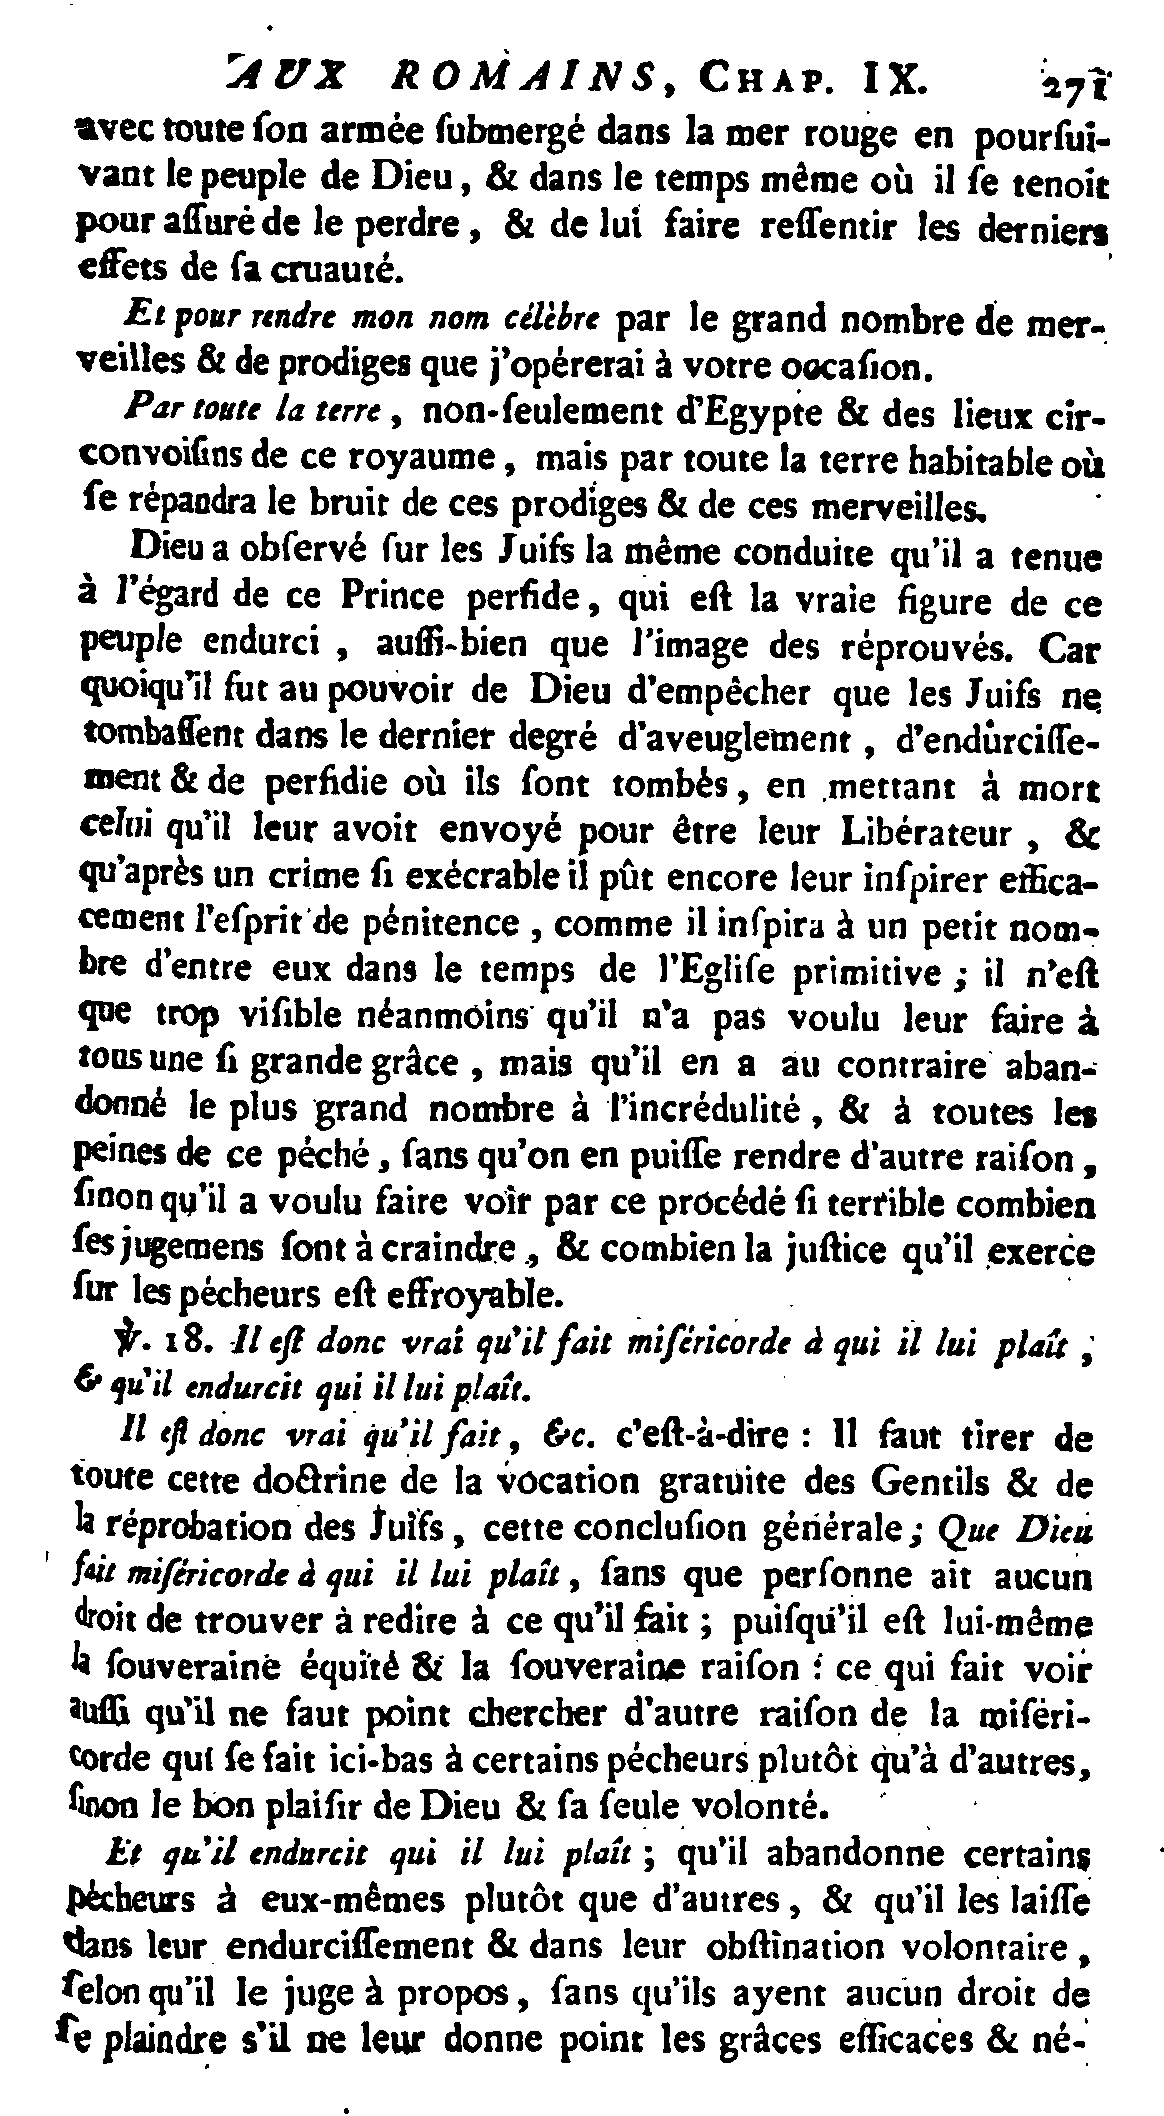 AUX ROMAINS, CHAP. IX. 271
avec toute ſon armée ſubmergé dans la mer rouge en pourſui-
vant le peuple de Dieu, & dans le temps même où il ſe tenoit
pour aſſuré de le perdre, & de lui faire reſſentir les derniers
effets de ſa cruauté.
Et pour rendre mon nom célèbre par le grand nombre de mer-
veilles & de prodiges que j'opérerai à votre occaſion.
Par toute la terre, non-ſeulement d'Egypte & des lieux cir-
convoiſins de ce royaume, mais par toute la terre habitable où
ſe répandra le bruit de ces prodiges & de ces merveilles.
Dieu a obſervé ſur les Juifs la même conduite qu'il a tenue
à l'égard de ce Prince perfide, qui eſt la vraie figure de ce
peuple endurci, auſſi-bien que l'image des réprouvés. Car
quoiqu'il fut au pouvoir de Dieu d'empêcher que les Juifs ne
tombaſſent dans le dernier degré d'aveuglement, d'endurciſſe-
ment & de perfidie où ils ſont tombés, en mettant à mort
celui qu'il leur avoit envoyé pour être leur Libérateur, &
qu'après un crime ſi exécrable il pût encore leur inſpirer effica-
cement l'eſprit de pénitence, comme il inſpira à un petit nom-
bre d'entre eux dans le temps de l'Egliſe primitive; il n'eſt
que trop viſible néanmoins qu'il n'a pas voulu leur faire à
tous une ſi grande grâce, mais qu'il en a au contraire aban-
donné le plus grand nombre à l'incrédulité, & à toutes les
peines de ce péché, ſans qu'on en puiſſe rendre d'autre raiſon,
ſinon qu'il a voulu faire voir par ce procédé ſi terrible combien
ſes jugemens ſont à craindre, & combien la juſtice qu'il exerce
ſur les pécheurs eſt effroyable.
℣. 18. Il eſt donc vrai qu'il fait miſéricorde à qui il lui plaît,
& qu'il endurcit qui il lui plaît.
Il eſt donc vrai qu'il fait, &c. c'eſt-à-dire : Il faut tirer de
toute cette doctrine de la vocation gratuite des Gentils & de
la réprobation des Juifs, cette concluſion générale; Que Dieu
fait miſéricorde à qui il lui plaît, ſans que perſonne ait aucun
droit de trouver à redire à ce qu'il fait; puiſqu'il eſt lui-même
la ſouveraine équité & la ſouveraine raiſon : ce qui fait voir
auſſi qu'il ne faut point chercher d'autre raiſon de la miſéri-
corde qui ſe fait ici-bas à certains pécheurs plutôt qu'à d'autres,
ſinon le bon plaiſir de Dieu & ſa ſeule volonté.
Et qu'il endurcit qui il lui plaît; qu'il abandonne certains
pécheurs à eux-mêmes plutôt que d'autres, & qu'il les laiſſe
dans leur endurciſſement & dans leur obſtination volontaire,
ſelon qu'il le juge à propos, ſans qu'ils ayent aucun droit de
ſe plaindre s'il ne leur donne point les grâces efficaces & né-